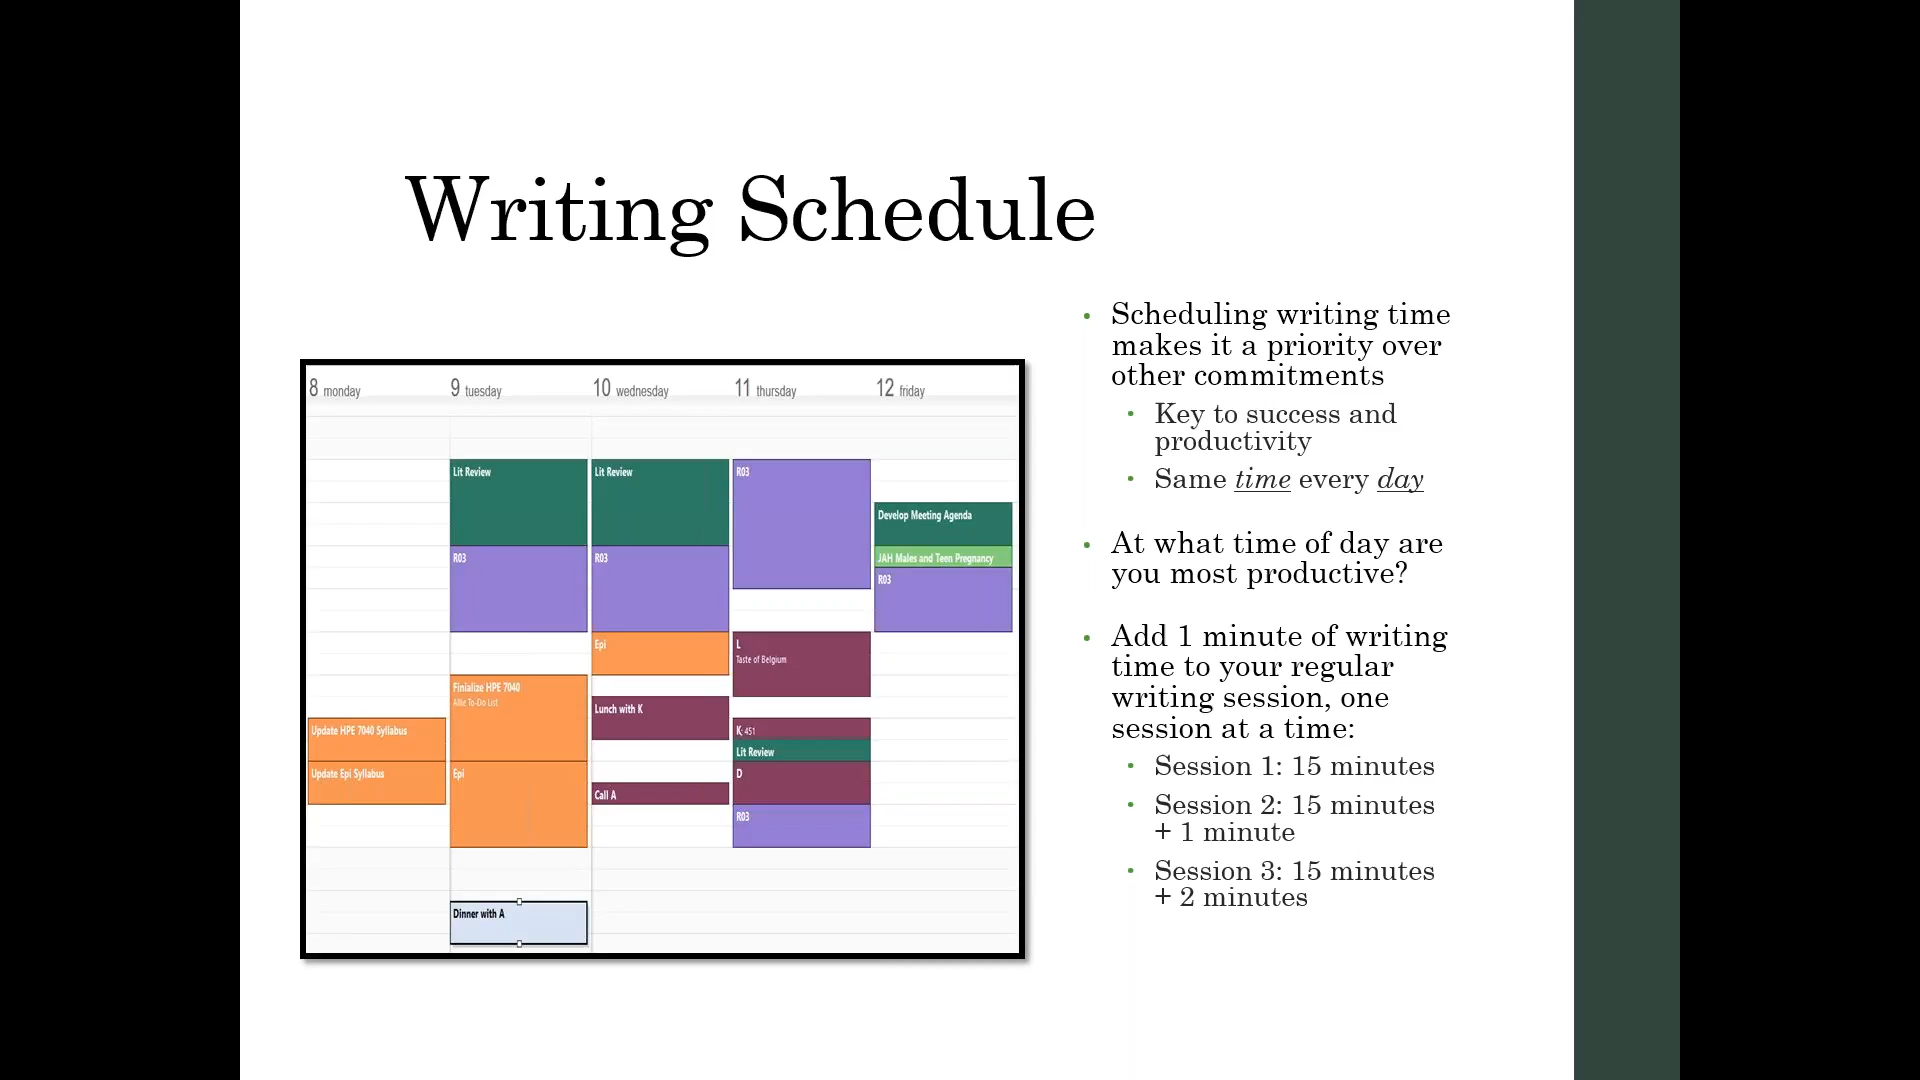 Writing Schedule
8 monday
9 tuesday
10 wednesday
11 thursday
12 friday
Update HPE 7040 Syllabus
Update Epi Syllabus
Lit Review
R03
Finialize HPE 7040
Allie To-Do List
Epi
Dinner with A
Lit Review
R03
Epi
Lunch with K
Call A
R03
L
Taste of Belgium
K; 451
Lit Review
D
R03
Develop Meeting Agenda
JAH Males and Teen Pregnancy
R03
• Scheduling writing time
makes it a priority over
other commitments
• Key to success and
productivity
• Same time every day
• At what time of day are
you most productive?
• Add 1 minute of writing
time to your regular
writing session, one
session at a time:
• Session 1: 15 minutes
• Session 2: 15 minutes
+ 1 minute
• Session 3: 15 minutes
+ 2 minutes